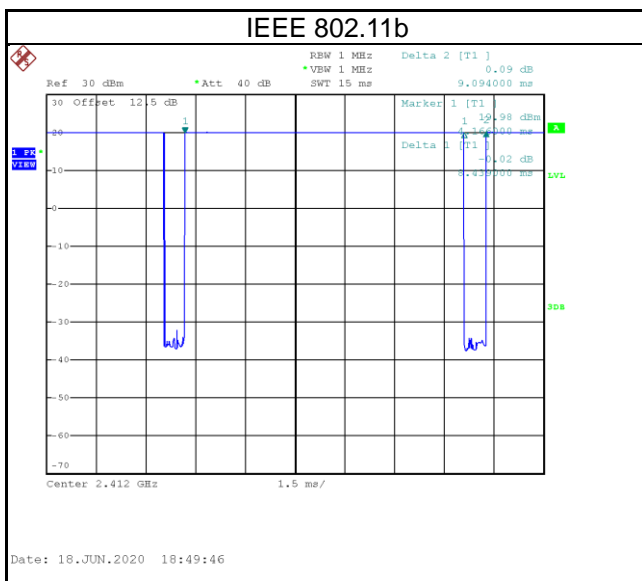 IEEE 802.11b
R S
RBW 1 MHz Delta 2 [T1 ]
*VBW 1 MHz 0.09 dB
Ref 30 dBm *Att 40 dB SWT 15 ms 9.094000 ms
30 Offset 12.5 dB Marker 1 [T1 ]
19.98 dBm
1 1 2
20 4.166000 ms A
Delta 1 [T1 ]
1 PK * -0.02 dB
VIEW 10 8.439000 ms LVL
0
-10
-20
3DB
-30
-40
-50
-60
-70
Center 2.412 GHz 1.5 ms/
Date: 18.JUN.2020 18:49:46